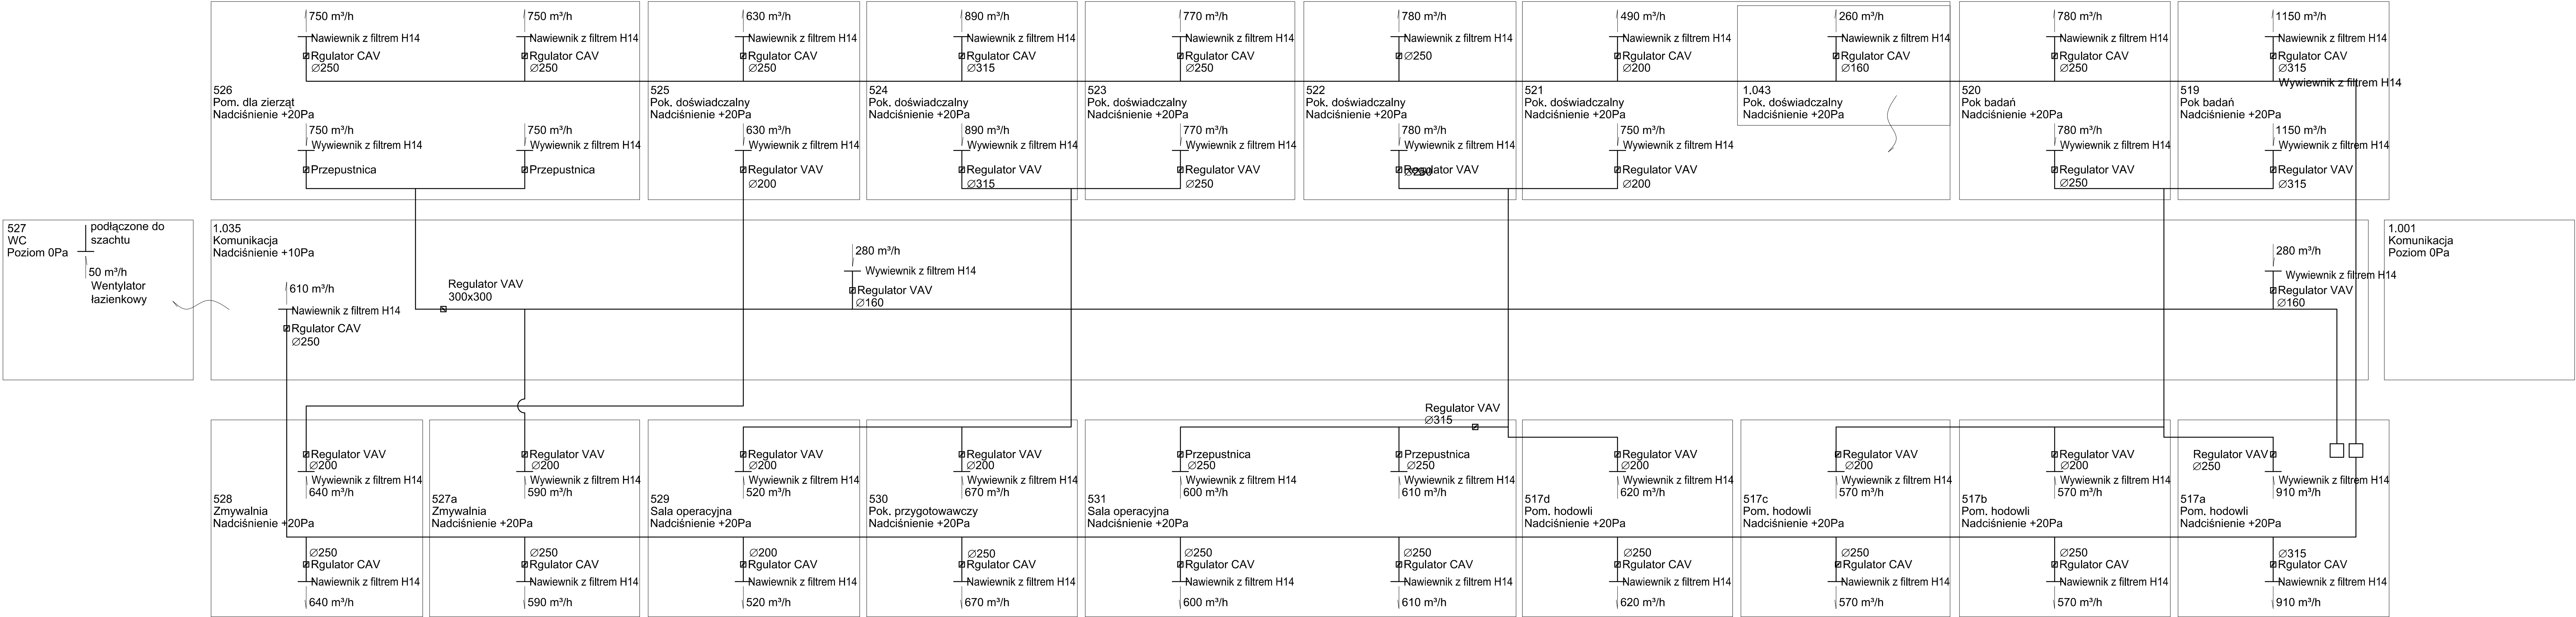 750 m³/h
Nawiewnik z filtrem H14
Rgulator CAV
∅250
750 m³/h
Nawiewnik z filtrem H14
Rgulator CAV
∅250
526
Pom. dla zierząt
Nadciśnienie +20Pa
750 m³/h
Wywiewnik z filtrem H14
Przepustnica
750 m³/h
Wywiewnik z filtrem H14
Przepustnica
630 m³/h
Nawiewnik z filtrem H14
Rgulator CAV
∅250
525
Pok. doświadczalny
Nadciśnienie +20Pa
630 m³/h
Wywiewnik z filtrem H14
Regulator VAV
∅200
890 m³/h
Nawiewnik z filtrem H14
Rgulator CAV
∅315
524
Pok. doświadczalny
Nadciśnienie +20Pa
890 m³/h
Wywiewnik z filtrem H14
Regulator VAV
∅315
770 m³/h
Nawiewnik z filtrem H14
Rgulator CAV
∅250
523
Pok. doświadczalny
Nadciśnienie +20Pa
770 m³/h
Wywiewnik z filtrem H14
Regulator VAV
∅250
780 m³/h
Nawiewnik z filtrem H14
∅250
522
Pok. doświadczalny
Nadciśnienie +20Pa
780 m³/h
Wywiewnik z filtrem H14
Regulator VAV
∅250
490 m³/h
Nawiewnik z filtrem H14
Rgulator CAV
∅200
521
Pok. doświadczalny
Nadciśnienie +20Pa
750 m³/h
Wywiewnik z filtrem H14
Regulator VAV
∅200
260 m³/h
Nawiewnik z filtrem H14
Rgulator CAV
∅160
1.043
Pok. doświadczalny
Nadciśnienie +20Pa
780 m³/h
Nawiewnik z filtrem H14
Rgulator CAV
∅250
520
Pok badań
Nadciśnienie +20Pa
780 m³/h
Wywiewnik z filtrem H14
Regulator VAV
∅250
1150 m³/h
Nawiewnik z filtrem H14
Rgulator CAV
∅315
Wywiewnik z filtrem H14
519
Pok badań
Nadciśnienie +20Pa
1150 m³/h
Wywiewnik z filtrem H14
Regulator VAV
∅315
527
WC
Poziom 0Pa
podłączone do
szachtu
50 m³/h
Wentylator
łazienkowy
1.035
Komunikacja
Nadciśnienie +10Pa
610 m³/h
Nawiewnik z filtrem H14
Rgulator CAV
∅250
Regulator VAV
300x300
280 m³/h
Wywiewnik z filtrem H14
Regulator VAV
∅160
280 m³/h
Wywiewnik z filtrem H14
Regulator VAV
∅160
1.001
Komunikacja
Poziom 0Pa
Regulator VAV
∅315
Regulator VAV
∅200
Wywiewnik z filtrem H14
640 m³/h
528
Zmywalnia
Nadciśnienie +20Pa
∅250
Rgulator CAV
Nawiewnik z filtrem H14
640 m³/h
Regulator VAV
∅200
Wywiewnik z filtrem H14
590 m³/h
527a
Zmywalnia
Nadciśnienie +20Pa
∅250
Rgulator CAV
Nawiewnik z filtrem H14
590 m³/h
Regulator VAV
∅200
Wywiewnik z filtrem H14
520 m³/h
529
Sala operacyjna
Nadciśnienie +20Pa
∅200
Rgulator CAV
Nawiewnik z filtrem H14
520 m³/h
Regulator VAV
∅200
Wywiewnik z filtrem H14
670 m³/h
530
Pok. przygotowawczy
Nadciśnienie +20Pa
∅250
Rgulator CAV
Nawiewnik z filtrem H14
670 m³/h
Przepustnica
∅250
Wywiewnik z filtrem H14
600 m³/h
Przepustnica
∅250
Wywiewnik z filtrem H14
610 m³/h
531
Sala operacyjna
Nadciśnienie +20Pa
∅250
Rgulator CAV
Nawiewnik z filtrem H14
600 m³/h
∅250
Rgulator CAV
Nawiewnik z filtrem H14
610 m³/h
Regulator VAV
∅200
Wywiewnik z filtrem H14
620 m³/h
517d
Pom. hodowli
Nadciśnienie +20Pa
∅250
Rgulator CAV
Nawiewnik z filtrem H14
620 m³/h
Regulator VAV
∅200
Wywiewnik z filtrem H14
570 m³/h
517c
Pom. hodowli
Nadciśnienie +20Pa
∅250
Rgulator CAV
Nawiewnik z filtrem H14
570 m³/h
Regulator VAV
∅200
Wywiewnik z filtrem H14
570 m³/h
517b
Pom. hodowli
Nadciśnienie +20Pa
∅250
Rgulator CAV
Nawiewnik z filtrem H14
570 m³/h
Regulator VAV
∅250
Wywiewnik z filtrem H14
910 m³/h
517a
Pom. hodowli
Nadciśnienie +20Pa
∅315
Rgulator CAV
Nawiewnik z filtrem H14
910 m³/h